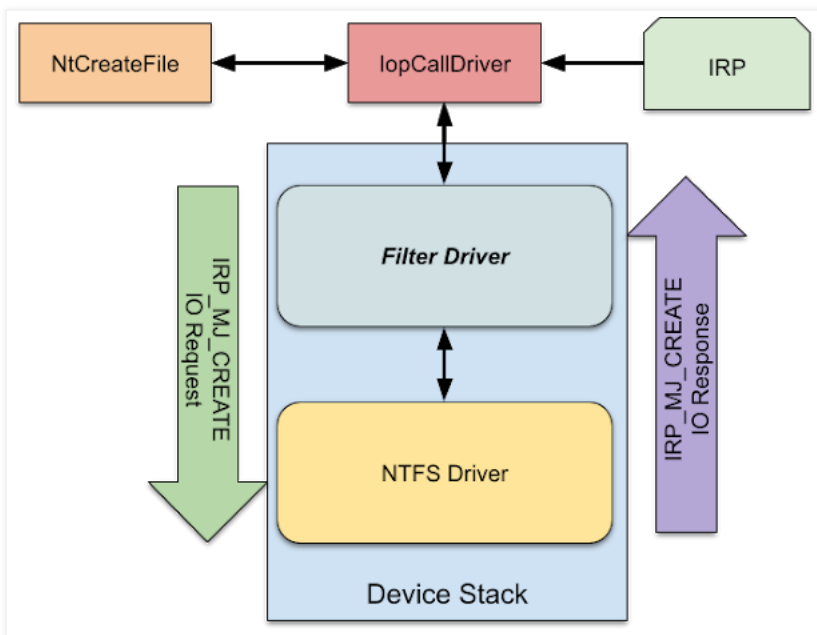 NtCreateFile
IopCallDriver
IRP
Filter Driver
IRP_MJ_CREATE
IO Request
IRP_MJ_CREATE
IO Response
NTFS Driver
Device Stack